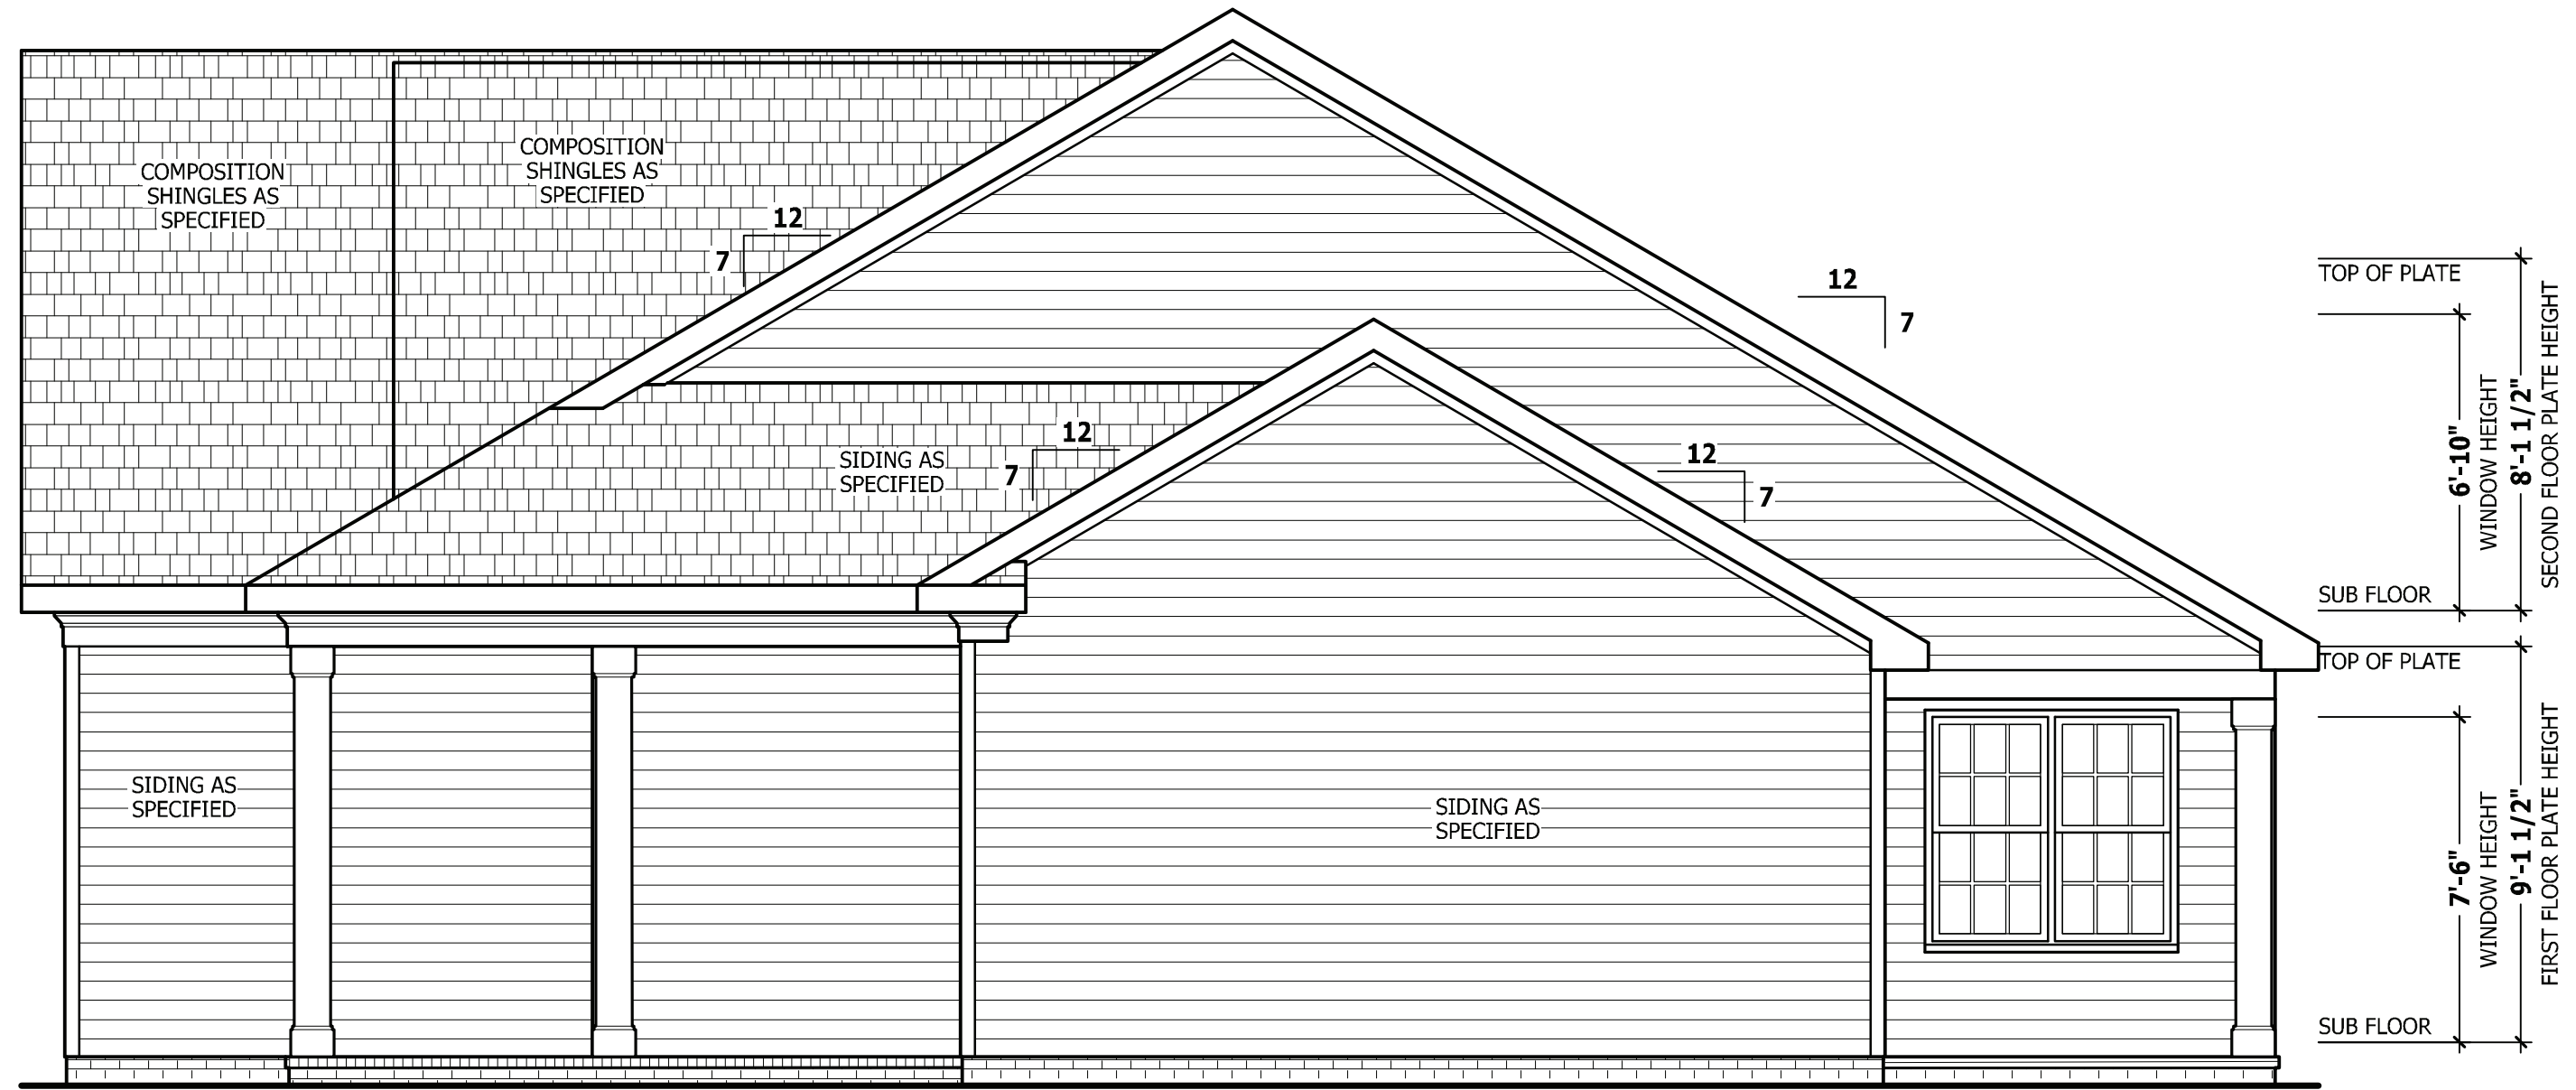 COMPOSITION
SHINGLES AS
SPECIFIED
COMPOSITION
SHINGLES AS
SPECIFIED
12
7
12
7
12
7
12
7
SIDING AS
SPECIFIED
SIDING AS
SPECIFIED
SIDING AS
SPECIFIED
TOP OF PLATE
SUB FLOOR
TOP OF PLATE
SUB FLOOR
6'-10"
WINDOW HEIGHT
8'-1 1/2"
SECOND FLOOR PLATE HEIGHT
7'-6"
WINDOW HEIGHT
9'-1 1/2"
FIRST FLOOR PLATE HEIGHT